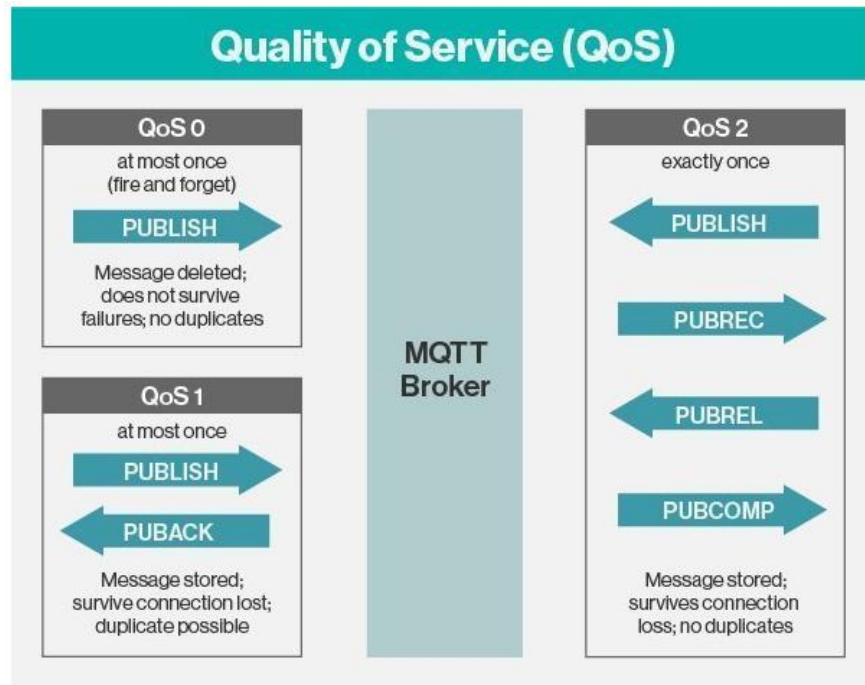 Quality of Service (QoS)
QoS 0
at most once
(fire and forget)
PUBLISH
Message deleted;
does not survive
failures; no duplicates
QoS 1
at most once
PUBLISH
PUBACK
Message stored;
survive connection lost;
duplicate possible
MQTT
Broker
QoS 2
exactly once
PUBLISH
PUBREC
PUBREL
PUBCOMP
Message stored;
survives connection
loss; no duplicates